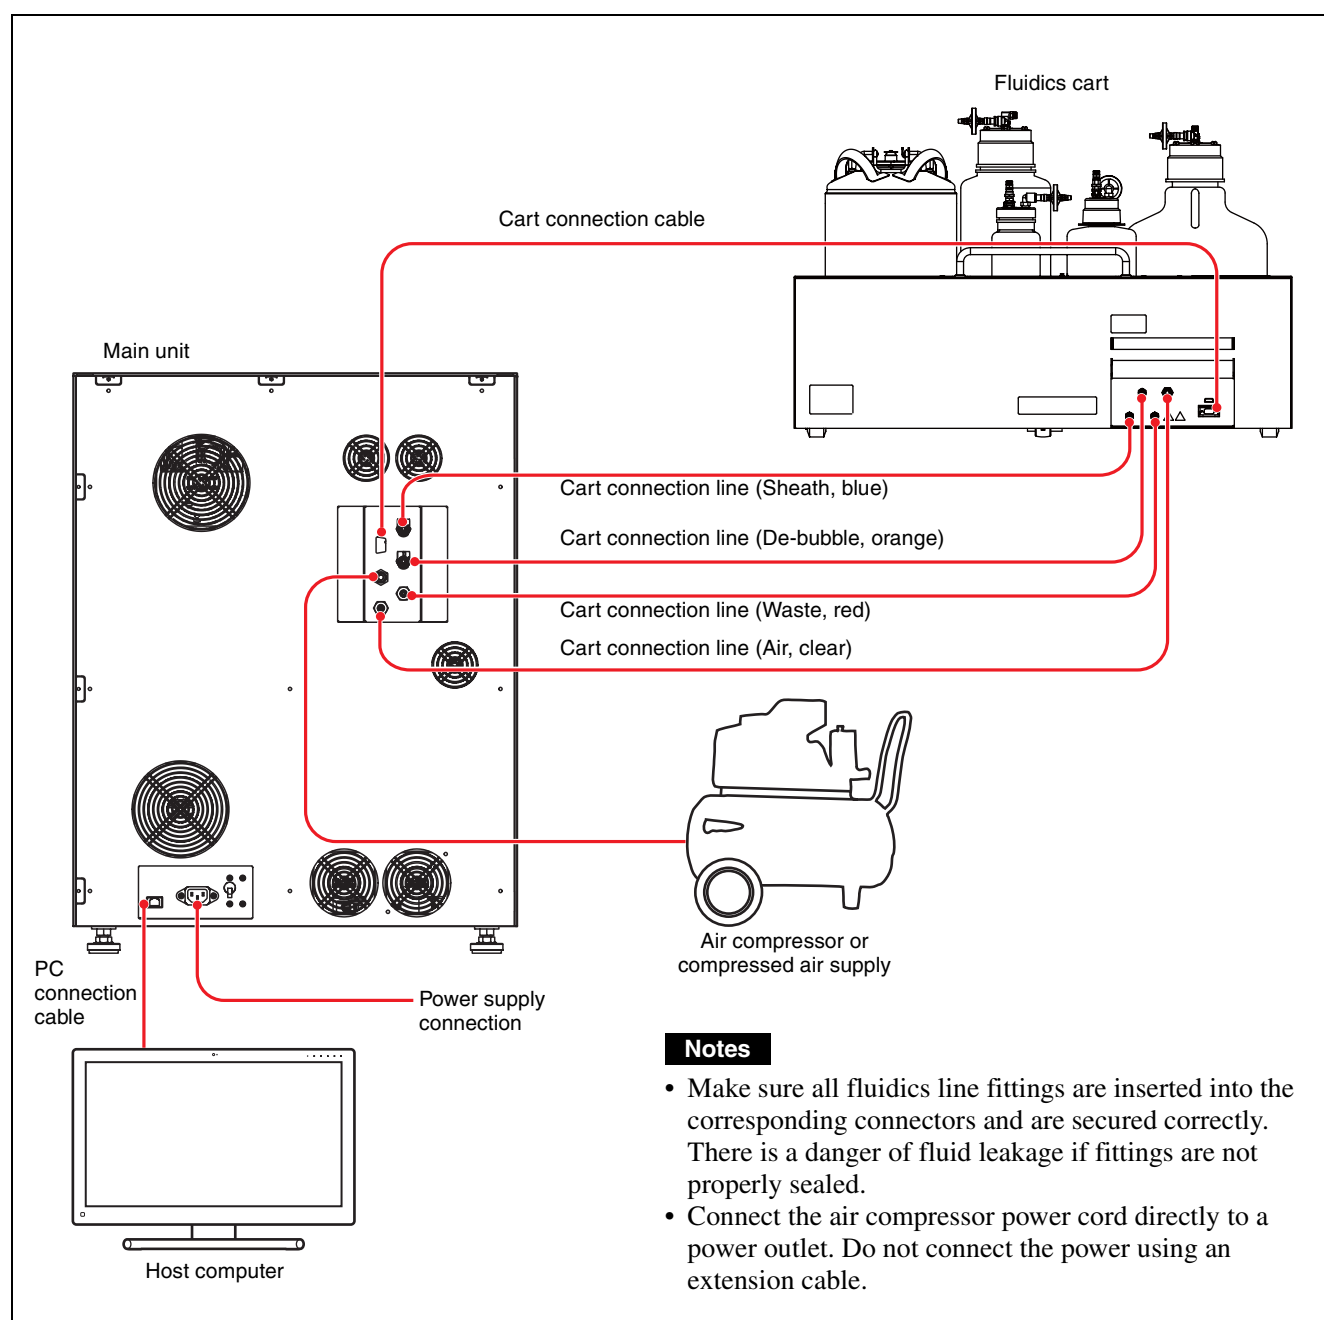 Fluidics cart
Cart connection cable
Main unit
Cart connection line (Sheath, blue)
Cart connection line (De-bubble, orange)
Cart connection line (Waste, red)
Cart connection line (Air, clear)
Air compressor or
compressed air supply
PC
connection
cable
Power supply
connection
Host computer
Notes
• Make sure all fluidics line fittings are inserted into the
corresponding connectors and are secured correctly.
There is a danger of fluid leakage if fittings are not
properly sealed.
• Connect the air compressor power cord directly to a
power outlet. Do not connect the power using an
extension cable.